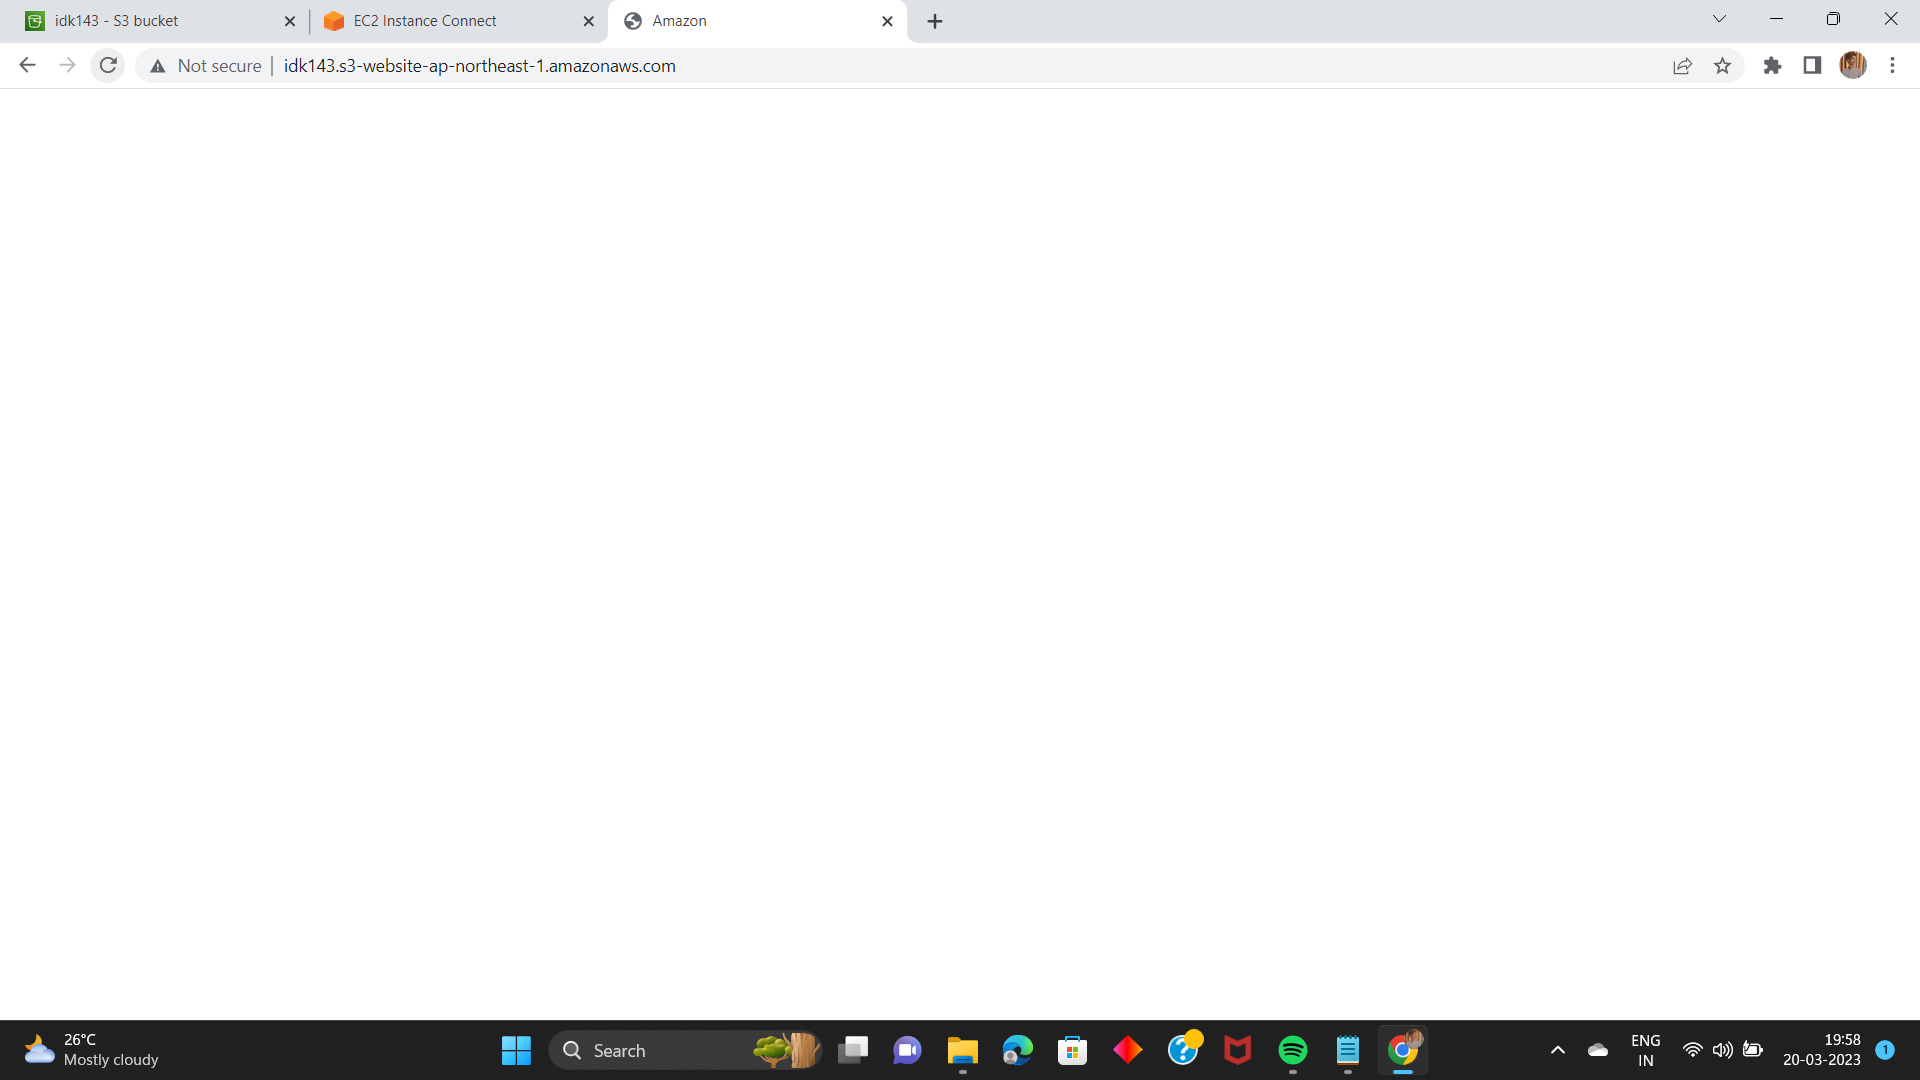 idk143 - S3 bucket
EC2 Instance Connect
Amazon
Not secure
idk143.s3-website-ap-northeast-1.amazonaws.com
26°C
Mostly cloudy
Search
ENG
IN
19:58
20-03-2023
1